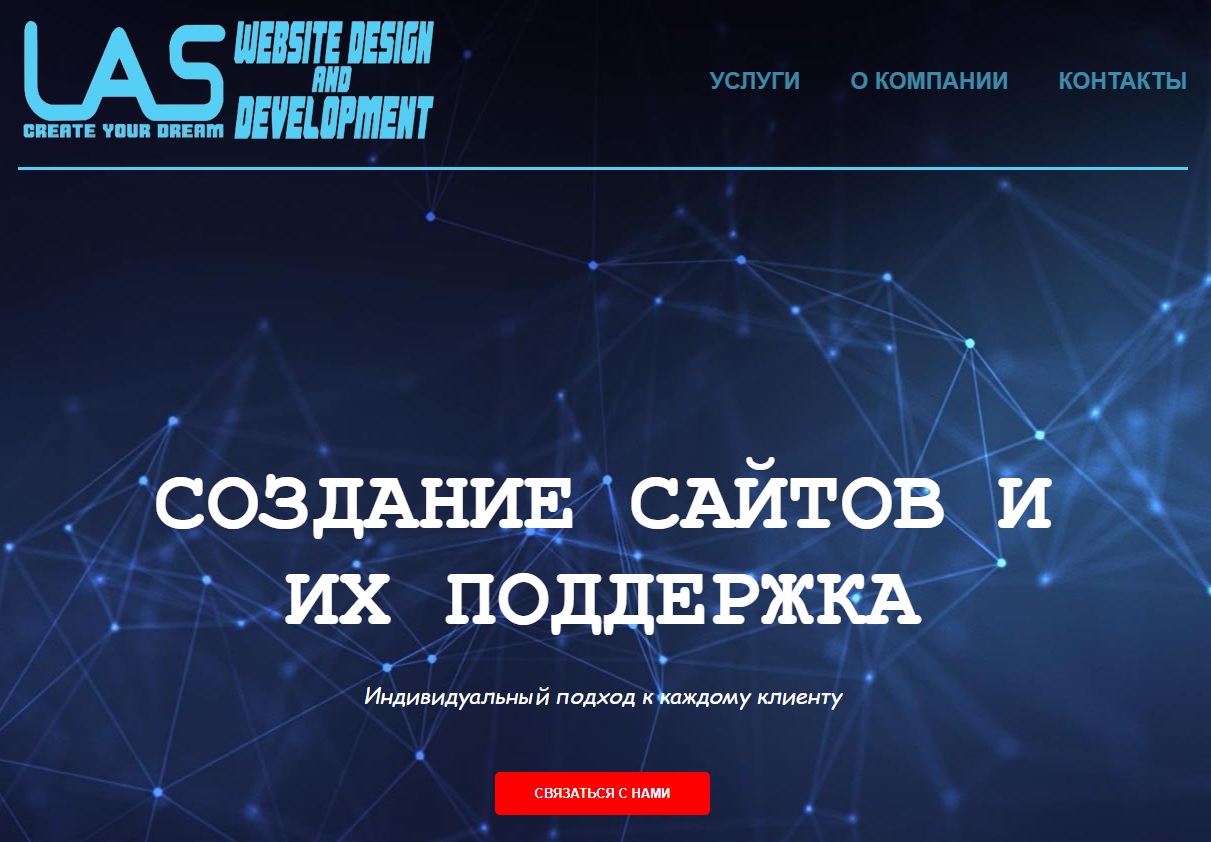 LAS
CREATE YOUR DREAM
WEBSITE DESIGN
AND
DEVELOPMENT
УСЛУГИ О КОМПАНИИ КОНТАКТЫ
СОЗДАНИЕ САЙТОВ И
ИХ ПОДДЕРЖКА
Индивидуальный подход к каждому клиенту
СВЯЗАТЬСЯ С НАМИ